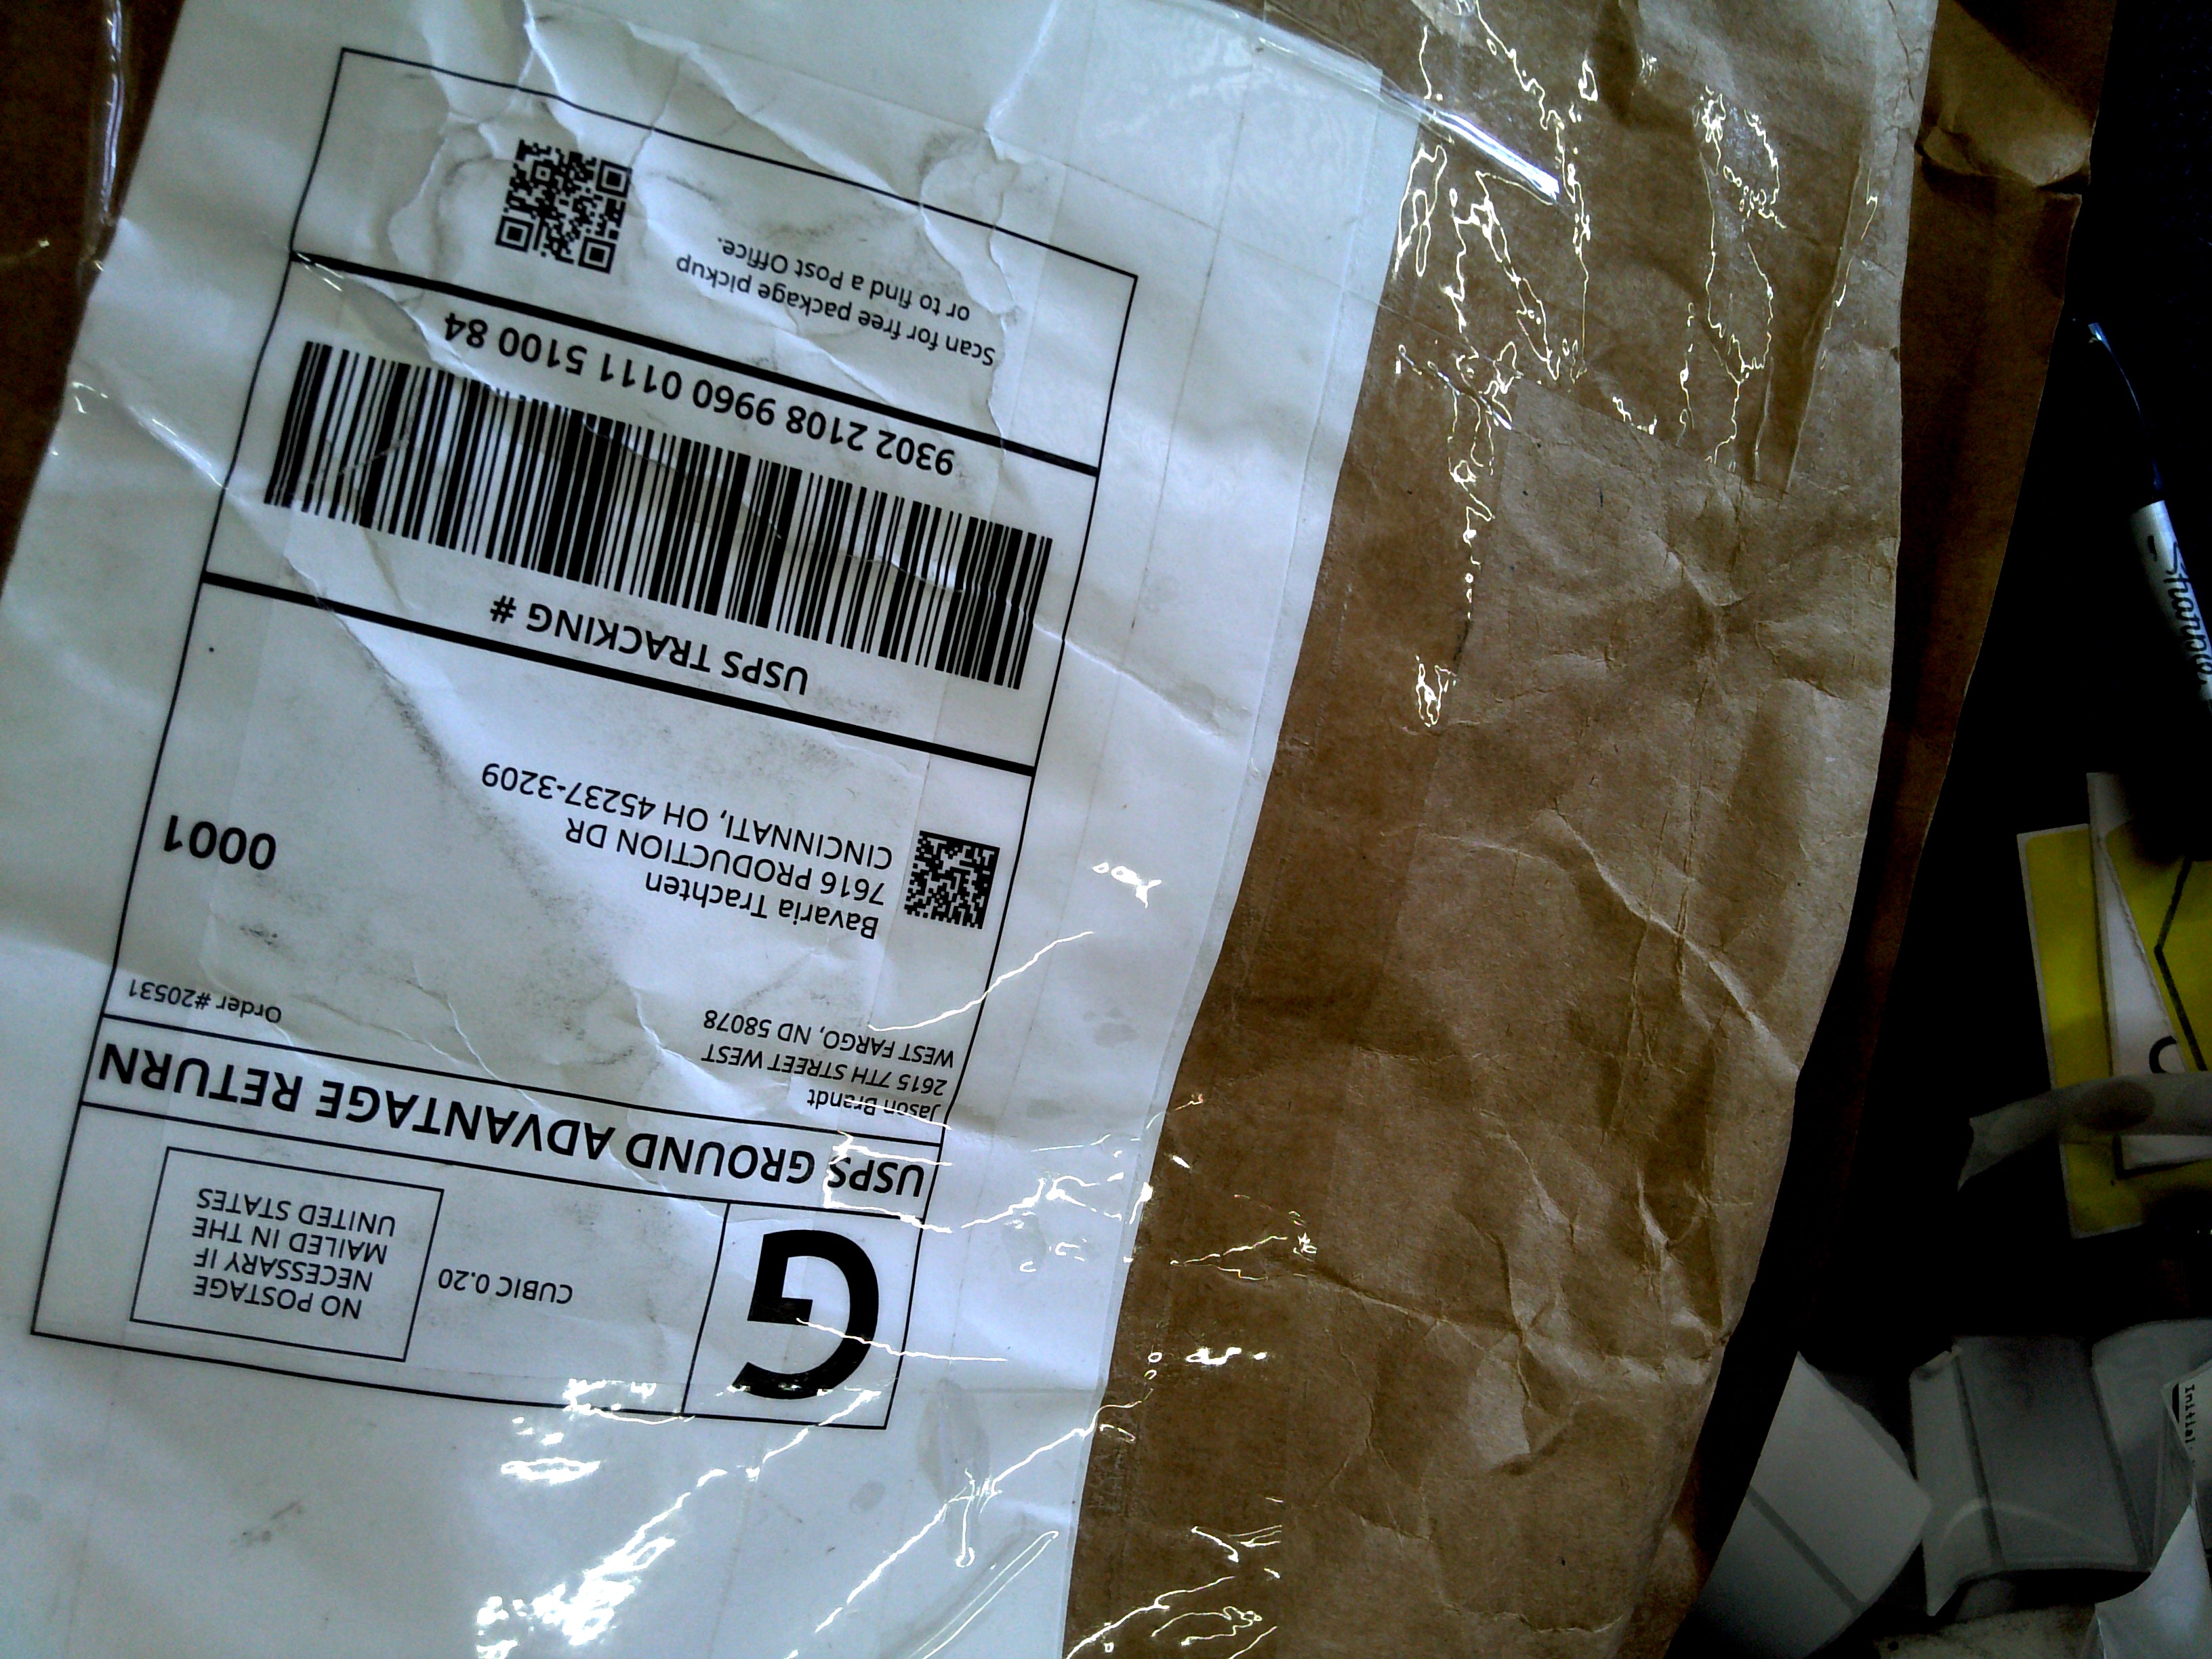 G
CUBIC 0.20
NO POSTAGE
NECESSARY IF
MAILED IN THE
UNITED STATES
USPS GROUND ADVANTAGE RETURN
Jason Brandt
2615 7TH STREET WEST
WEST FARGO, ND 58078
Order #20531
Bavaria Trachten
7616 PRODUCTION DR
CINCINNATI, OH 45237-3209
0001
USPS TRACKING #
9302 2108 9960 0111 5100 84
Scan for free package pickup
or to find a Post Office.
Initial